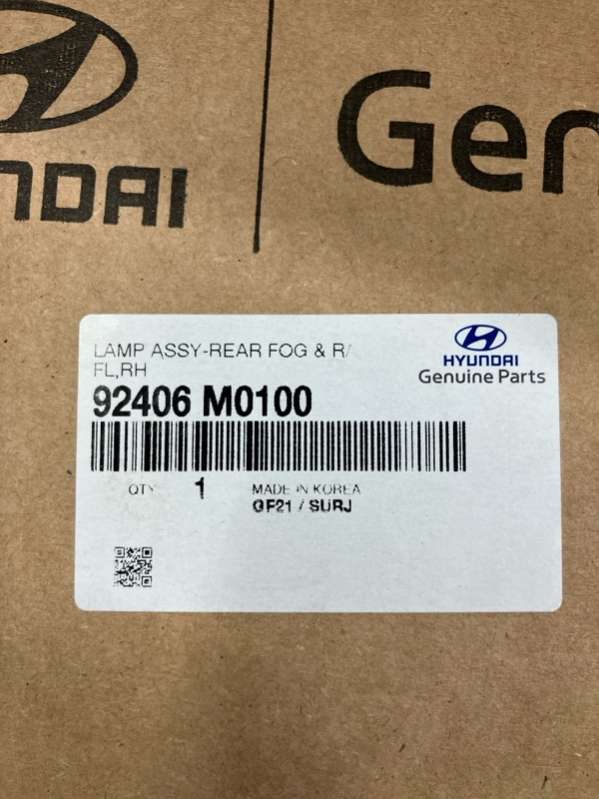 NDAI
Gen
LAMP ASSY-REAR FOG & R/
FL,RH
92406 M0100
HYUNDAI
Genuine Parts
QTY
1
MADE IN KOREA
GF21 / SURJ